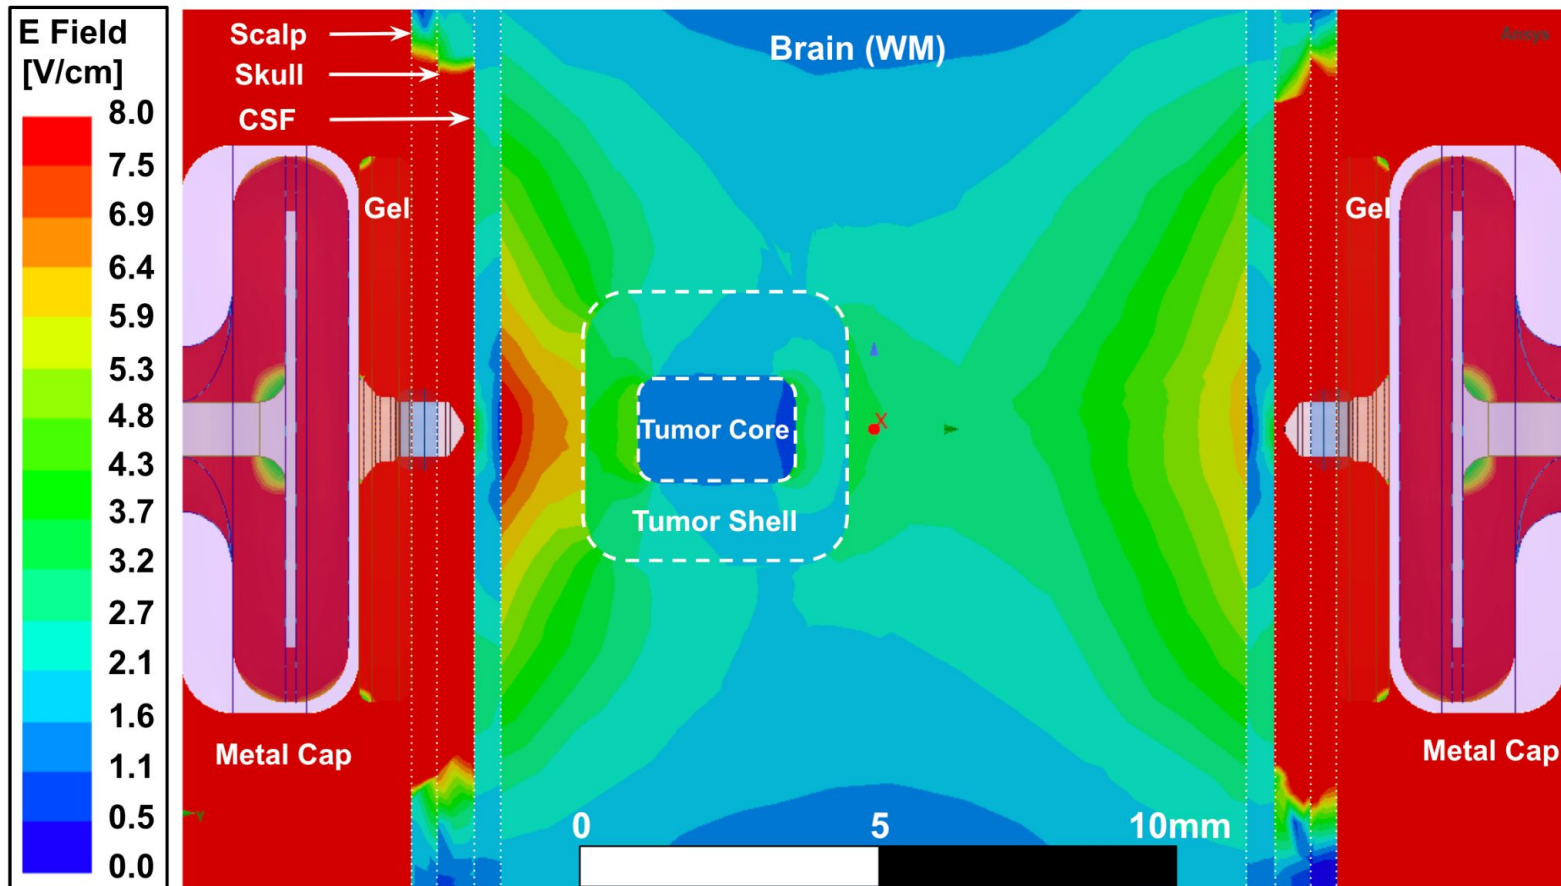 E Field
[V/cm]
8.0
7.5
6.9
6.4
5.9
5.3
4.8
4.3
3.7
3.2
2.7
2.1
1.6
1.1
0.5
0.0
Scalp
Skull
CSF
Brain (WM)
Ansys
Gel
Gel
X
Tumor Core
Tumor Shell
Metal Cap
Metal Cap
Y
0 5 10mm